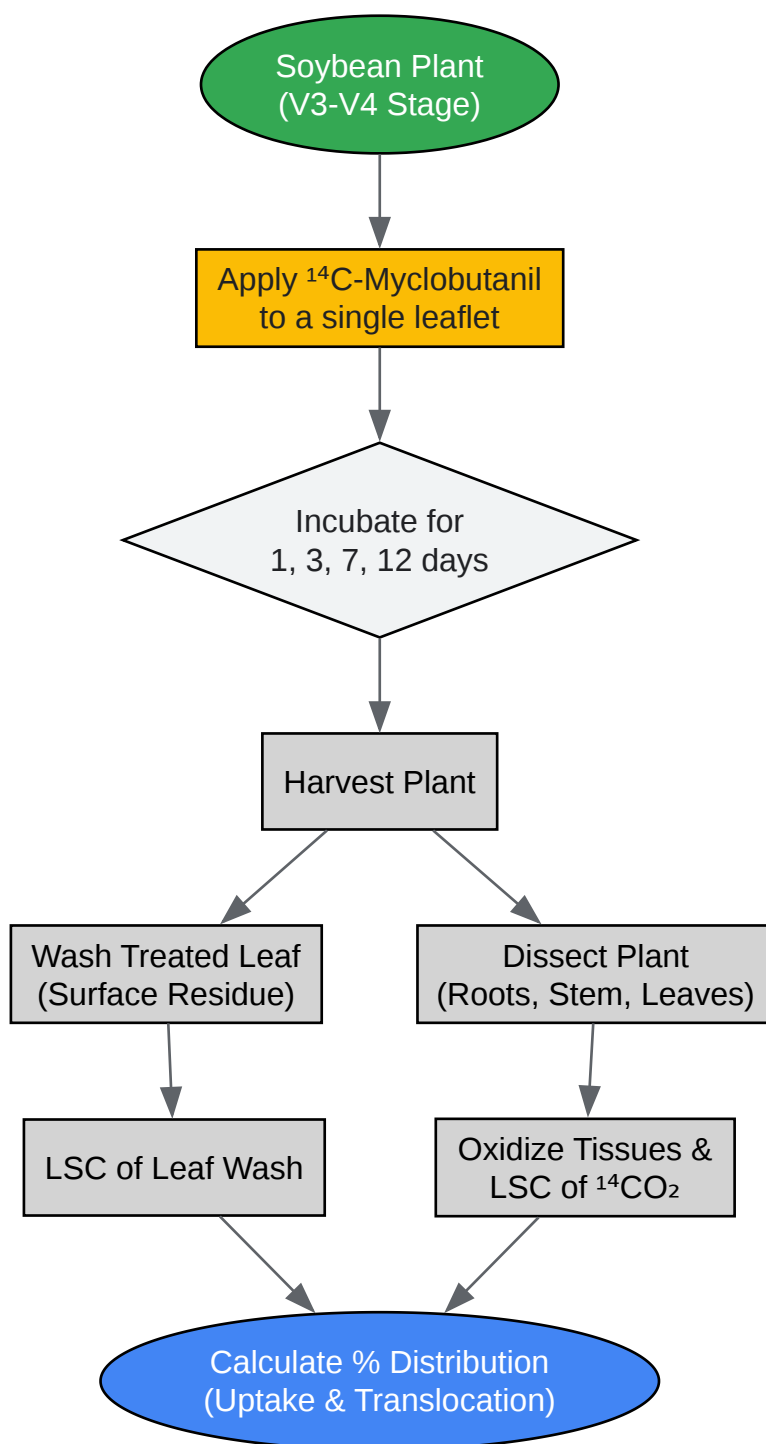 Soybean Plant
(V3-V4 Stage)
Apply ¹⁴C-Myclobutanil
to a single leaflet
Incubate for
1, 3, 7, 12 days
Harvest Plant
Wash Treated Leaf
(Surface Residue)
Dissect Plant
(Roots, Stem, Leaves)
LSC of Leaf Wash
Oxidize Tissues &
LSC of ¹⁴CO₂
Calculate % Distribution
(Uptake & Translocation)